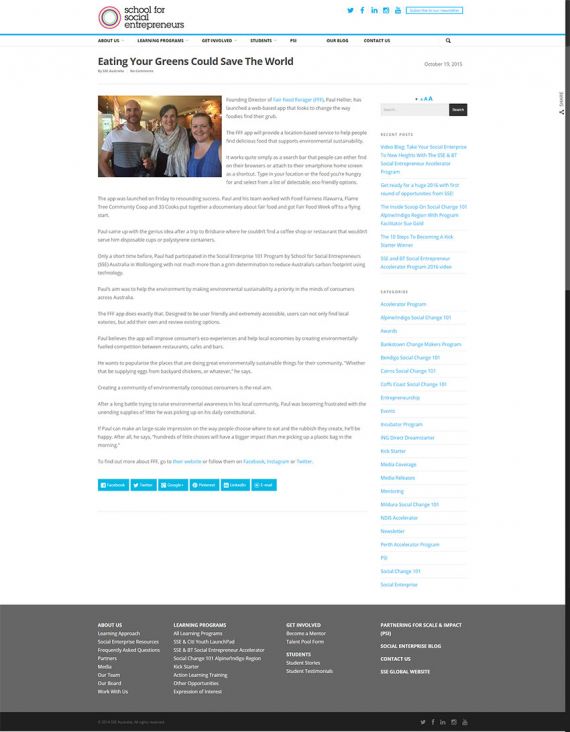 school for
social
entrepreneurs
Subscribe to our newsletter
ABOUT US
LEARNING PROGRAMS
GET INVOLVED
STUDENTS
PSI
OUR BLOG
CONTACT US
Eating Your Greens Could Save The World
By SSE Australia No Comments
October 19, 2015
SHARE
Founding Director of Fair Food Forager (FFF), Paul Hellier, has
launched a web-based app that looks to change the way
foodies find their grub.
The FFF app will provide a location-based service to help people
find delicious food that supports environmental sustainability.
It works quite simply as a search bar that people can either find
on their browsers or attach to their smartphone home screen
as a shortcut. Type in your location or the food you're hungry
for and select from a list of delectable, eco-friendly options.
The app was launched on Friday to resounding success. Paul and his team worked with Food Fairness Illawarra, Flame
Tree Community Coop and 33 Cooks put together a documentary about fair food and got Fair Food Week off to a flying
start.
Paul came up with the genius idea after a trip to Brisbane where he couldn't find a coffee shop or restaurant that wouldn't
serve him disposable cups or polystyrene containers.
Only a short time before, Paul had participated in the Social Enterprise 101 Program by School for Social Entrepreneurs
(SSE) Australia in Wollongong with not much more than a grim determination to reduce Australia's carbon footprint using
technology.
Paul's aim was to help the environment by making environmental sustainability a priority in the minds of consumers
across Australia.
The FFF app does exactly that. Designed to be user friendly and extremely accessible, users can not only find local
eateries, but add their own and review existing options.
Paul believes the app will improve consumer's eco experiences and help local economies by creating environmentally-
fuelled competition between restaurants, cafes and bars.
He wants to popularise the places that are doing great environmentally sustainable things for their community, "Whether
that be supplying eggs from backyard chickens, or whatever," he says.
Creating a community of environmentally conscious consumers is the real aim.
After a long battle trying to raise environmental awareness in his local community, Paul was becoming frustrated with the
unending supplies of litter he was picking up on his daily constitutional.
If Paul can make an large-scale impression on the way people choose where to eat and the rubbish they create, he'll be
happy. After all, he says, "hundreds of little choices will have a bigger impact than me picking up a plastic bag in the
morning."
To find out more about FFF, go to their website or follow them on Facebook, Instagram or Twitter.
Facebook
Twitter
Google+
Pinterest
LinkedIn
E-mail
A A A A
Search...
Search
RECENT POSTS
Video Blog: Take Your Social Enterprise
To New Heights With The SSE & BT
Social Entrepreneur Accelerator
Program
Get ready for a huge 2016 with first
round of opportunities from SSE!
The Inside Scoop On Social Change 101
Alpine/Indigo Region With Program
Facilitator Sue Gold
The 10 Steps To Becoming A Kick
Starter Winner
SSE and BT Social Entrepreneur
Accelerator Program 2016 video
CATEGORIES
Accelerator Program
Alpine/Indigo Social Change 101
Awards
Bankstown Change Makers Program
Bendigo Social Change 101
Cairns Social Change 101
Coffs Coast Social Change 101
Entrepreneurship
Events
Incubator Program
ING Direct Dreamstarter
Kick Starter
Media Coverage
Media Releases
Mentoring
Mildura Social Change 101
NDIS Accelerator
Newsletter
Perth Accelerator Program
PSI
Social Change 101
Social Enterprise
ABOUT US
Learning Approach
Social Enterprise Resources
Frequently Asked Questions
Partners
Media
Our Team
Our Board
Work With Us
LEARNING PROGRAMS
All Learning Programs
SSE & Citi Youth LaunchPad
SSE & BT Social Entrepreneur Accelerator
Social Change 101 Alpine/Indigo Region
Kick Starter
Action Learning Training
Other Opportunities
Expression of Interest
GET INVOLVED
Become a Mentor
Talent Pool Form
STUDENTS
Student Stories
Student Testimonials
PARTNERING FOR SCALE & IMPACT
(PSI)
SOCIAL ENTERPRISE BLOG
CONTACT US
SSE GLOBAL WEBSITE
© 2014 SSE Australia. All rights reserved.